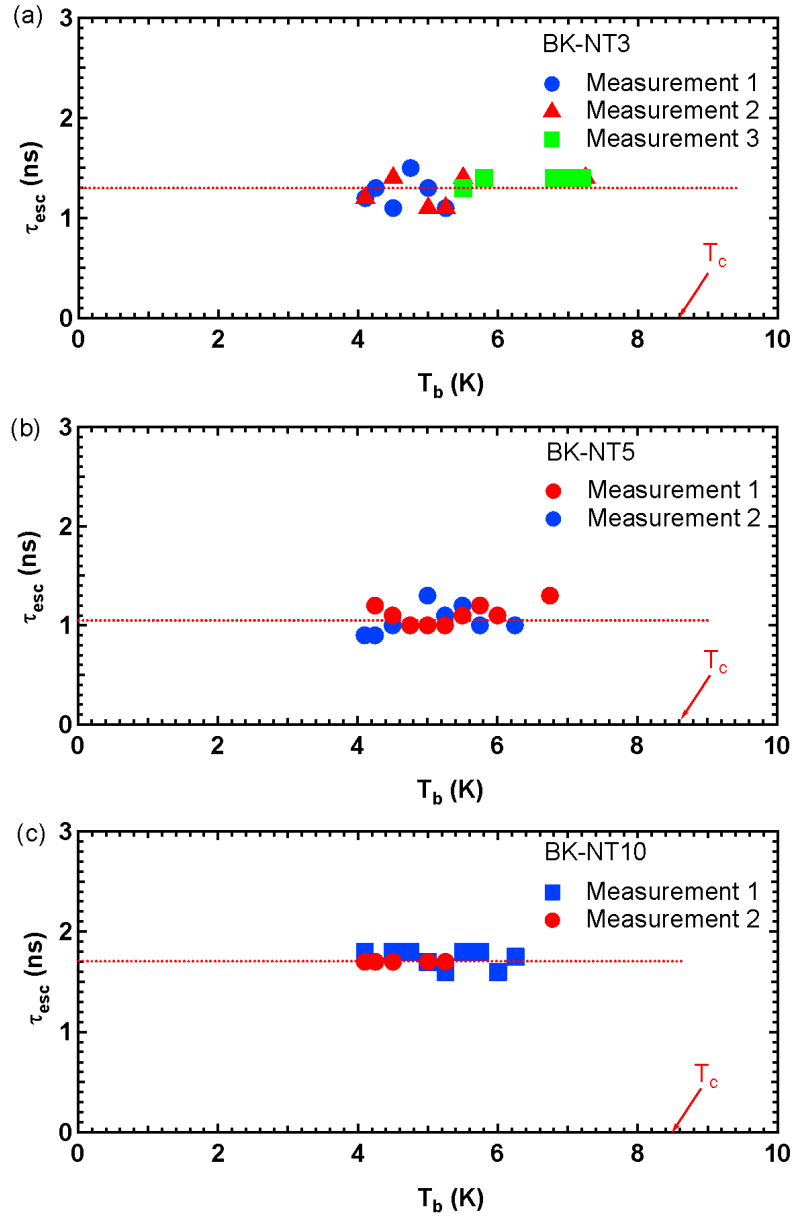 (a)
3
2
1
0
τesc (ns)
BK-NT3
Measurement 1
Measurement 2
Measurement 3
Tc
0 2 4 6 8 10
Tb (K)
(b)
3
2
1
0
τesc (ns)
BK-NT5
Measurement 1
Measurement 2
Tc
0 2 4 6 8 10
Tb (K)
(c)
3
2
1
0
τesc (ns)
BK-NT10
Measurement 1
Measurement 2
Tc
0 2 4 6 8 10
Tb (K)